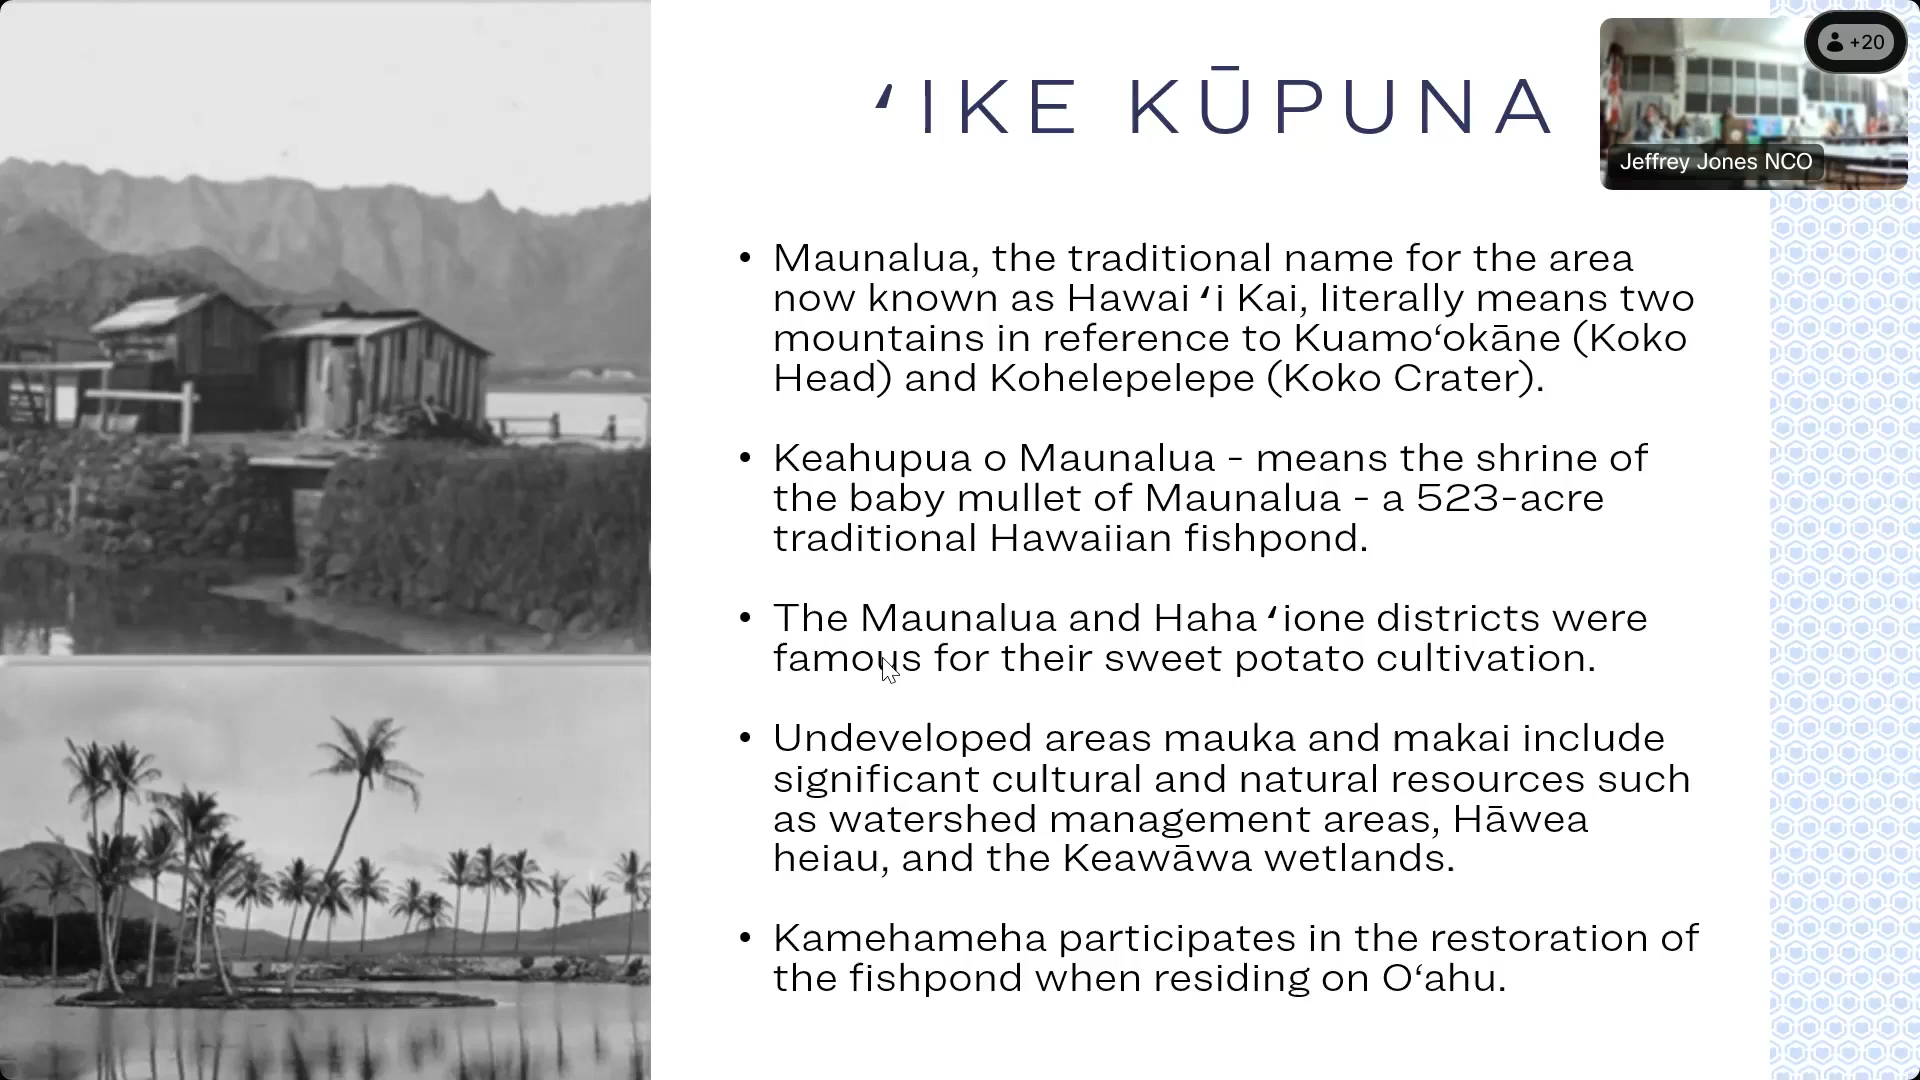 ʻIKE KŪPUNA
+20
Jeffrey Jones NCO
• Maunalua, the traditional name for the area
now known as Hawaiʻi Kai, literally means two
mountains in reference to Kuamoʻokāne (Koko
Head) and Kohelepelepe (Koko Crater).
• Keahupua o Maunalua - means the shrine of
the baby mullet of Maunalua - a 523-acre
traditional Hawaiian fishpond.
• The Maunalua and Hahaʻione districts were
famous for their sweet potato cultivation.
• Undeveloped areas mauka and makai include
significant cultural and natural resources such
as watershed management areas, Hāwea
heiau, and the Keawāwa wetlands.
• Kamehameha participates in the restoration of
the fishpond when residing on Oʻahu.